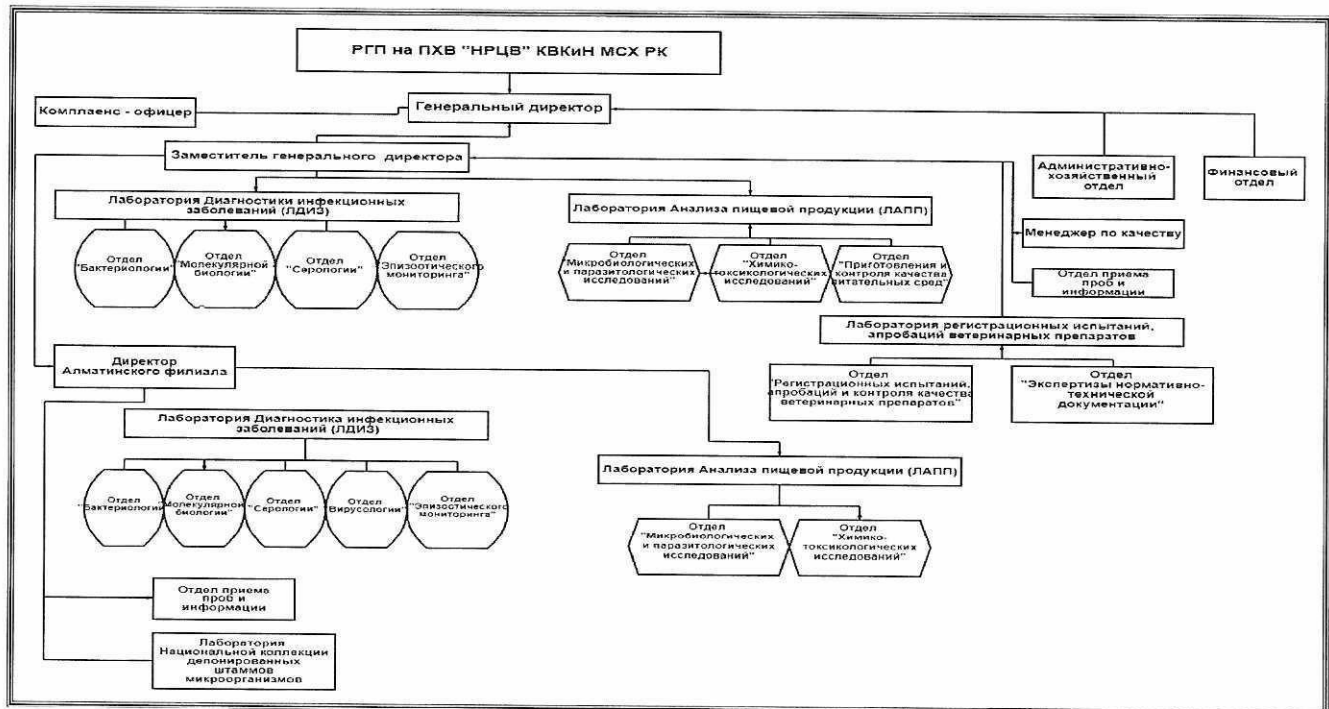 РГП на ПХВ "НРЦВ" КВКиН МСХ РК
Комплаенс - офицер
Генеральный директор
Заместитель генерального директора
Административно-
хозяйственный
отдел
Финансовый
отдел
Лаборатория Диагностики инфекционных
заболеваний (ЛДИЗ)
Лаборатория Анализа пищевой продукции (ЛАПП)
Менеджер по качеству
Отдел
"Бактериологии"
Отдел
"Молекулярной
биологии"
Отдел
"Серологии"
Отдел
"Эпизоотического
мониторинга"
Отдел
"Микробиологических
и паразитологических
исследований"
Отдел
"Химико-
токсикологических
исследований"
Отдел
"Приготовления и
контроля качества
питательных сред"
Отдел приема
проб и
информации
Лаборатория регистрационных испытаний,
апробаций ветеринарных препаратов
Директор
Алматинского филиала
Отдел
"Регистрационных испытаний,
апробаций и контроля качества
ветеринарных препаратов"
Отдел
"Экспертизы нормативно-
технической
документации"
Лаборатория Диагностика инфекционных
заболеваний (ЛДИЗ)
Лаборатория Анализа пищевой продукции (ЛАПП)
Отдел
"Бактериологии"
Отдел
"Молекулярной
биологии"
Отдел
"Серологии"
Отдел
"Вирусологии"
Отдел
"Эпизоотического
мониторинга"
Отдел
"Микробиологических
и паразитологических
исследований"
Отдел
"Химико-
токсикологических
исследований"
Отдел приема
проб и
информации
Лаборатория
Национальной коллекции
депонированных
штаммов
микроорганизмов